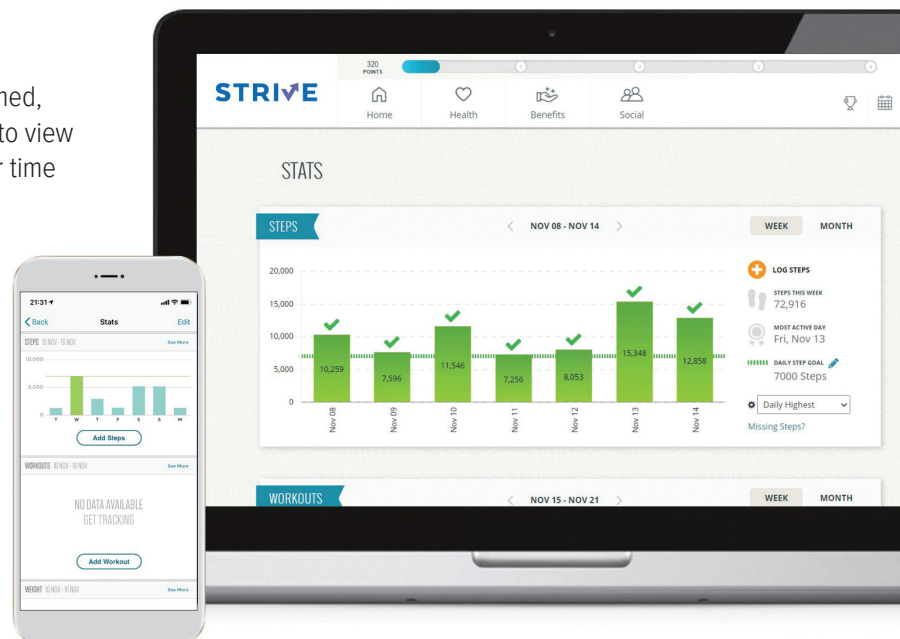 ned,
to view
r time
320
POINTS
1
2
3
4
STRIVE
Home
Health
Benefits
Social
STATS
STEPS
NOV 08 - NOV 14
WEEK
MONTH
20,000
15,000
10,000
5,000
0
10,259
7,596
11,546
7,256
8,053
15,348
12,858
Nov 08
Nov 09
Nov 10
Nov 11
Nov 12
Nov 13
Nov 14
LOG STEPS
STEPS THIS WEEK
72,916
MOST ACTIVE DAY
Fri, Nov 13
DAILY STEP GOAL
7000 Steps
Daily Highest
Missing Steps?
WORKOUTS
NOV 15 - NOV 21
WEEK
MONTH
21:31
Back
Stats
Edit
STEPS 10 NOV - 16 NOV
See More
10,000
5,000
0
T W T F S S M
Add Steps
WORKOUTS 10 NOV - 16 NOV
See More
NO DATA AVAILABLE
GET TRACKING
Add Workout
WEIGHT 10 NOV - 16 NOV
See More